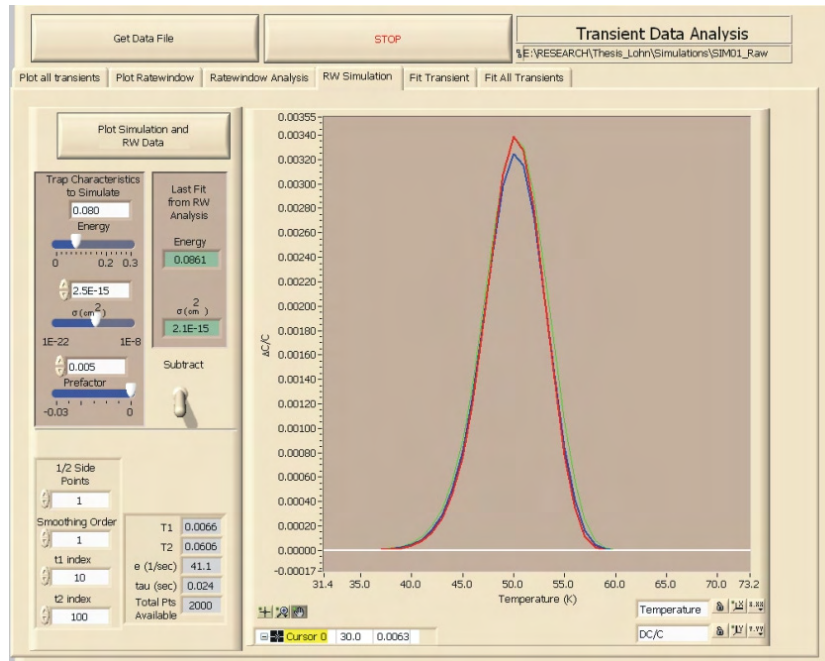 Get Data File
STOP
Transient Data Analysis
E:\RESEARCH\Thesis_Lohn\Simulations\SIM01_Raw
Plot all transients
Plot Ratewindow
Ratewindow Analysis
RW Simulation
Fit Transient
Fit All Transients
Plot Simulation and
RW Data
Trap Characteristics
to Simulate
0.080
Energy
0 0.2 0.3
2.5E-15
σ(cm2)
1E-22 1E-8
0.005
Prefactor
-0.03 0
Last Fit
from RW
Analysis
Energy
0.0861
2
σ(cm )
2.1E-15
Subtract
1/2 Side
Points
1
Smoothing Order
1
t1 index
10
t2 index
100
T1 0.0066
T2 0.0606
e (1/sec) 41.1
tau (sec) 0.024
Total Pts
Available
2000
ΔC/C
0.00355
0.00340
0.00320
0.00300
0.00280
0.00260
0.00240
0.00220
0.00200
0.00180
0.00160
0.00140
0.00120
0.00100
0.00080
0.00060
0.00040
0.00020
0.00000
-0.00017
31.4 35.0 40.0 45.0 50.0 55.0 60.0 65.0 70.0 73.2
Temperature (K)
Temperature
DC/C
Cursor 0 30.0 0.0063